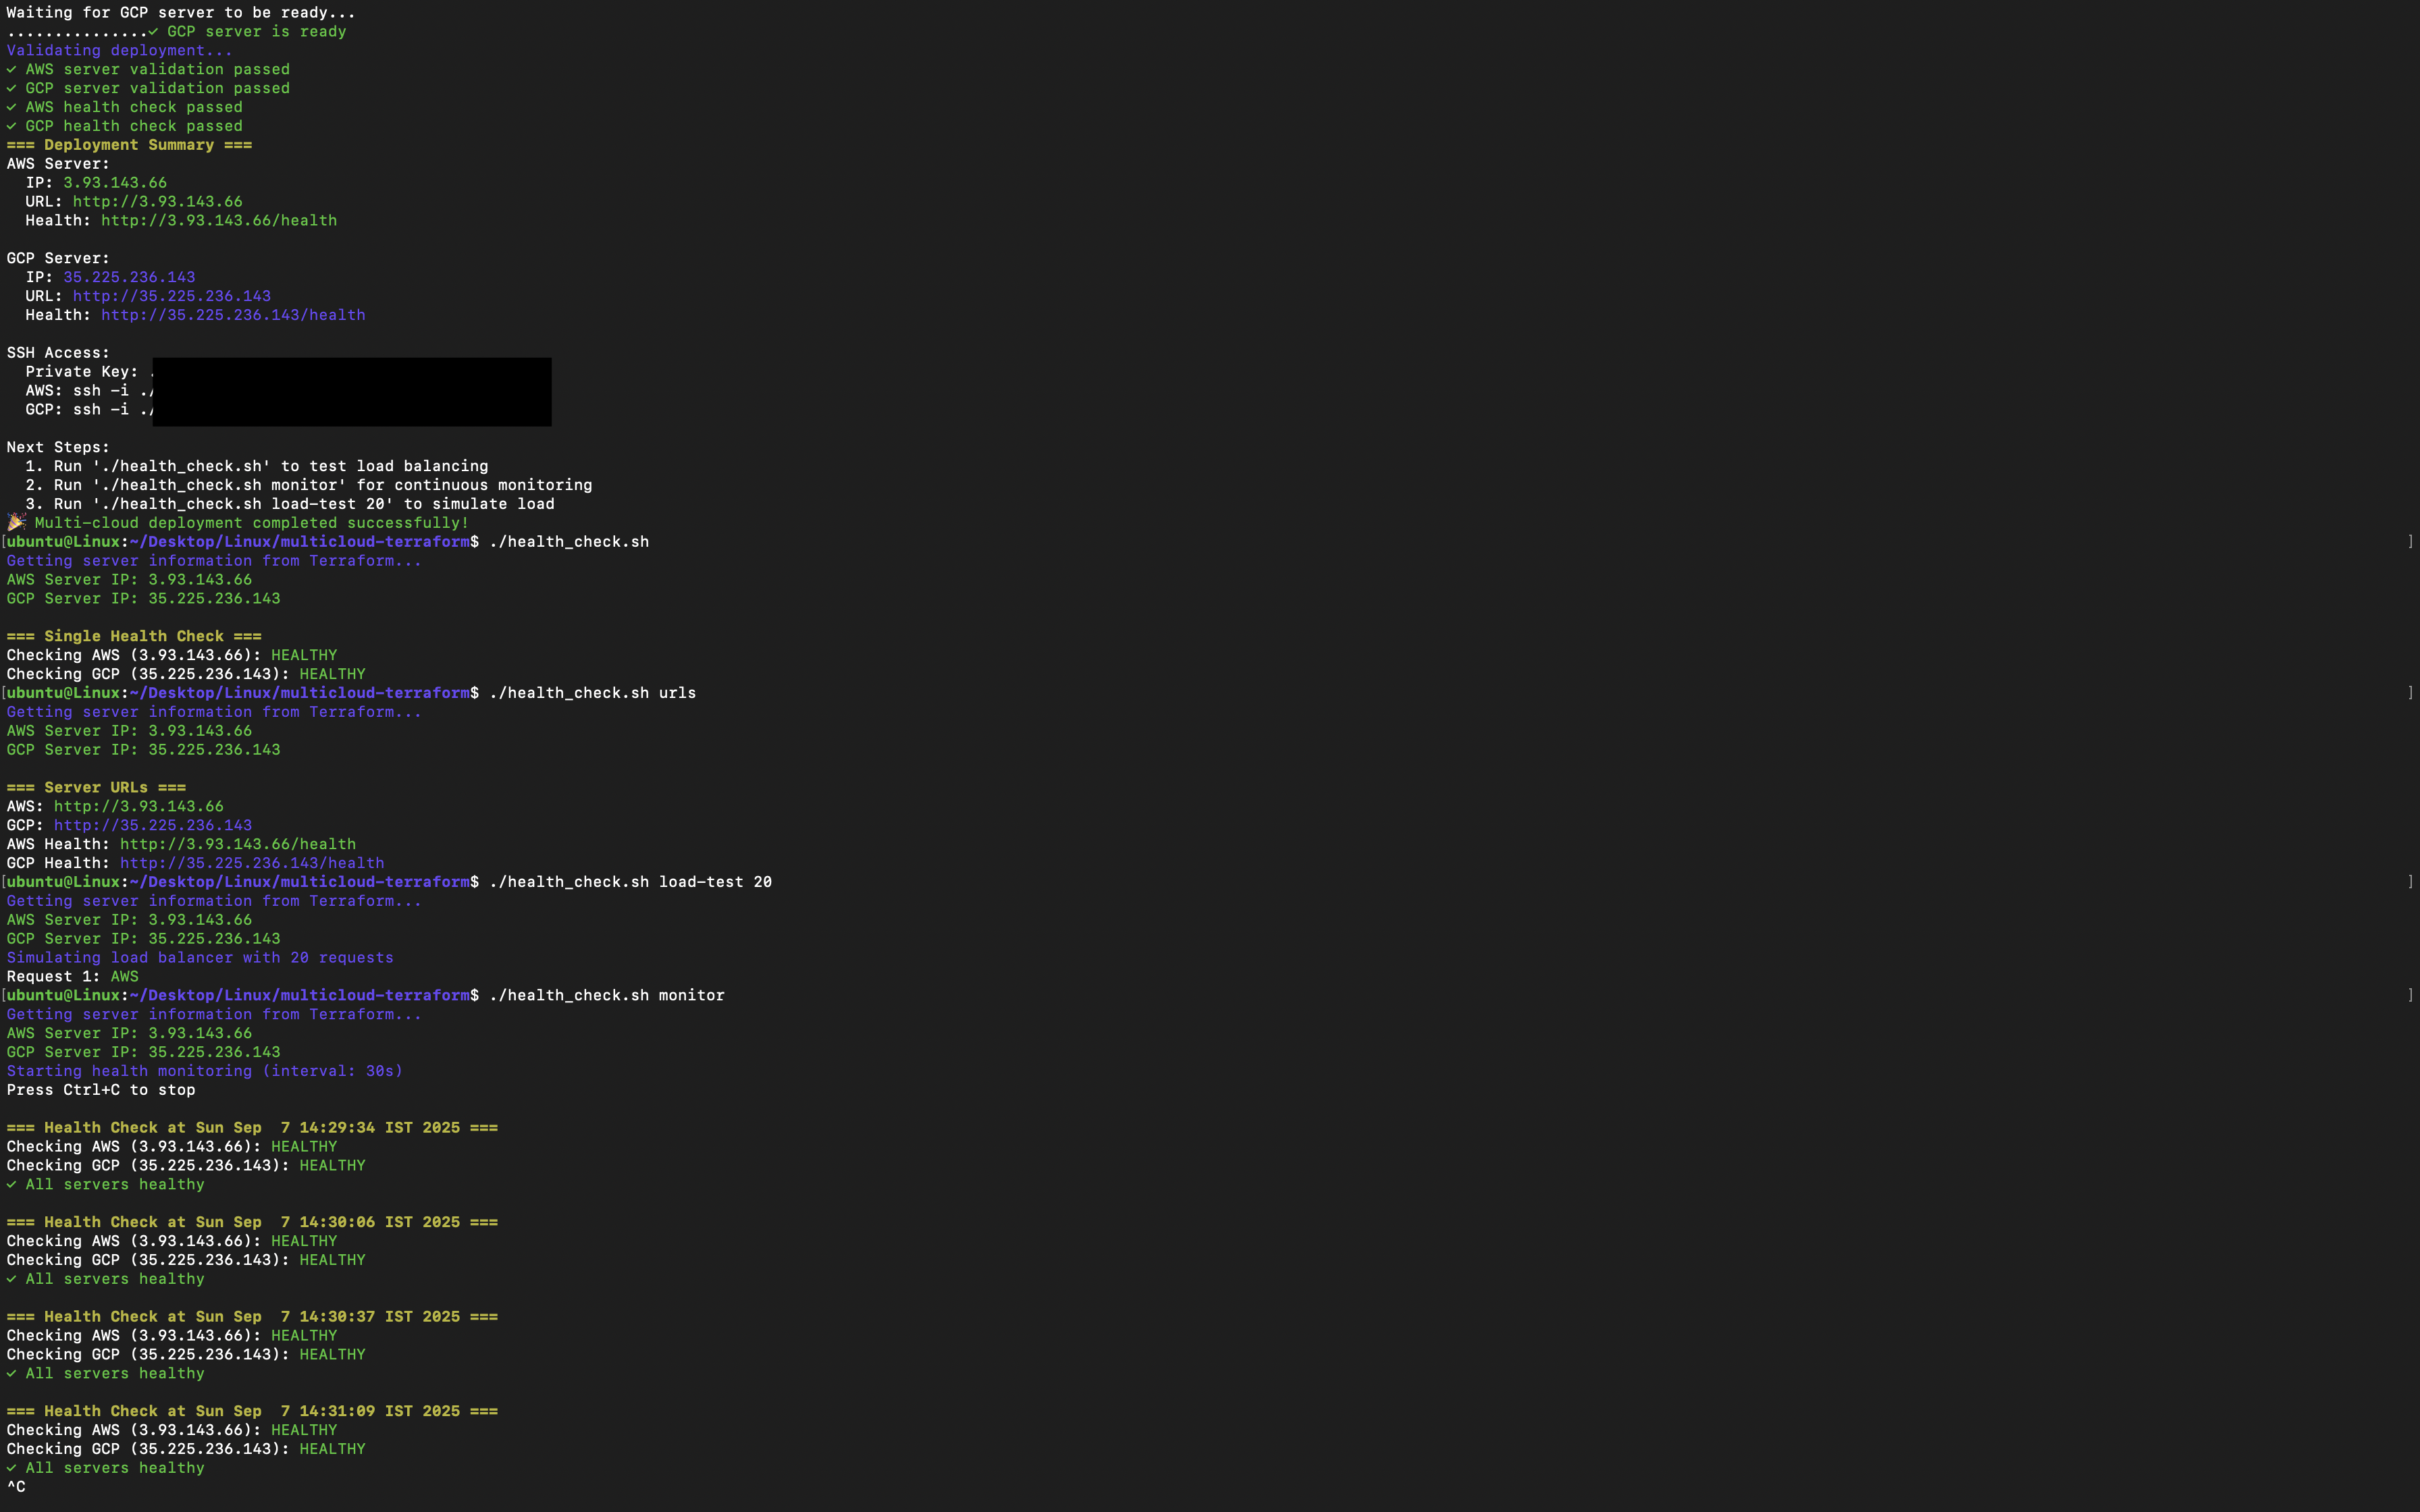 Waiting for GCP server to be ready...
...............✓ GCP server is ready
Validating deployment...
✓ AWS server validation passed
✓ GCP server validation passed
✓ AWS health check passed
✓ GCP health check passed
=== Deployment Summary ===
AWS Server:
  IP: 3.93.143.66
  URL: http://3.93.143.66
  Health: http://3.93.143.66/health

GCP Server:
  IP: 35.225.236.143
  URL: http://35.225.236.143
  Health: http://35.225.236.143/health

SSH Access:
  Private Key: .
  AWS: ssh -i ./
  GCP: ssh -i ./

Next Steps:
  1. Run './health_check.sh' to test load balancing
  2. Run './health_check.sh monitor' for continuous monitoring
  3. Run './health_check.sh load-test 20' to simulate load
🎉 Multi-cloud deployment completed successfully!
[ubuntu@Linux:~/Desktop/Linux/multicloud-terraform$ ./health_check.sh ]
Getting server information from Terraform...
AWS Server IP: 3.93.143.66
GCP Server IP: 35.225.236.143

=== Single Health Check ===
Checking AWS (3.93.143.66): HEALTHY
Checking GCP (35.225.236.143): HEALTHY
[ubuntu@Linux:~/Desktop/Linux/multicloud-terraform$ ./health_check.sh urls ]
Getting server information from Terraform...
AWS Server IP: 3.93.143.66
GCP Server IP: 35.225.236.143

=== Server URLs ===
AWS: http://3.93.143.66
GCP: http://35.225.236.143
AWS Health: http://3.93.143.66/health
GCP Health: http://35.225.236.143/health
[ubuntu@Linux:~/Desktop/Linux/multicloud-terraform$ ./health_check.sh load-test 20 ]
Getting server information from Terraform...
AWS Server IP: 3.93.143.66
GCP Server IP: 35.225.236.143
Simulating load balancer with 20 requests
Request 1: AWS
[ubuntu@Linux:~/Desktop/Linux/multicloud-terraform$ ./health_check.sh monitor ]
Getting server information from Terraform...
AWS Server IP: 3.93.143.66
GCP Server IP: 35.225.236.143
Starting health monitoring (interval: 30s)
Press Ctrl+C to stop

=== Health Check at Sun Sep  7 14:29:34 IST 2025 ===
Checking AWS (3.93.143.66): HEALTHY
Checking GCP (35.225.236.143): HEALTHY
✓ All servers healthy

=== Health Check at Sun Sep  7 14:30:06 IST 2025 ===
Checking AWS (3.93.143.66): HEALTHY
Checking GCP (35.225.236.143): HEALTHY
✓ All servers healthy

=== Health Check at Sun Sep  7 14:30:37 IST 2025 ===
Checking AWS (3.93.143.66): HEALTHY
Checking GCP (35.225.236.143): HEALTHY
✓ All servers healthy

=== Health Check at Sun Sep  7 14:31:09 IST 2025 ===
Checking AWS (3.93.143.66): HEALTHY
Checking GCP (35.225.236.143): HEALTHY
✓ All servers healthy
^C